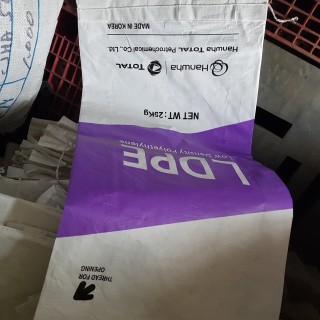 THREAD FOR
OPENING
LDPE
Low Density Polyethylene
NET WT: 25Kg
Hanwha TOTAL
Hanwha TOTAL Petrochemical Co., Ltd.
MADE IN KOREA